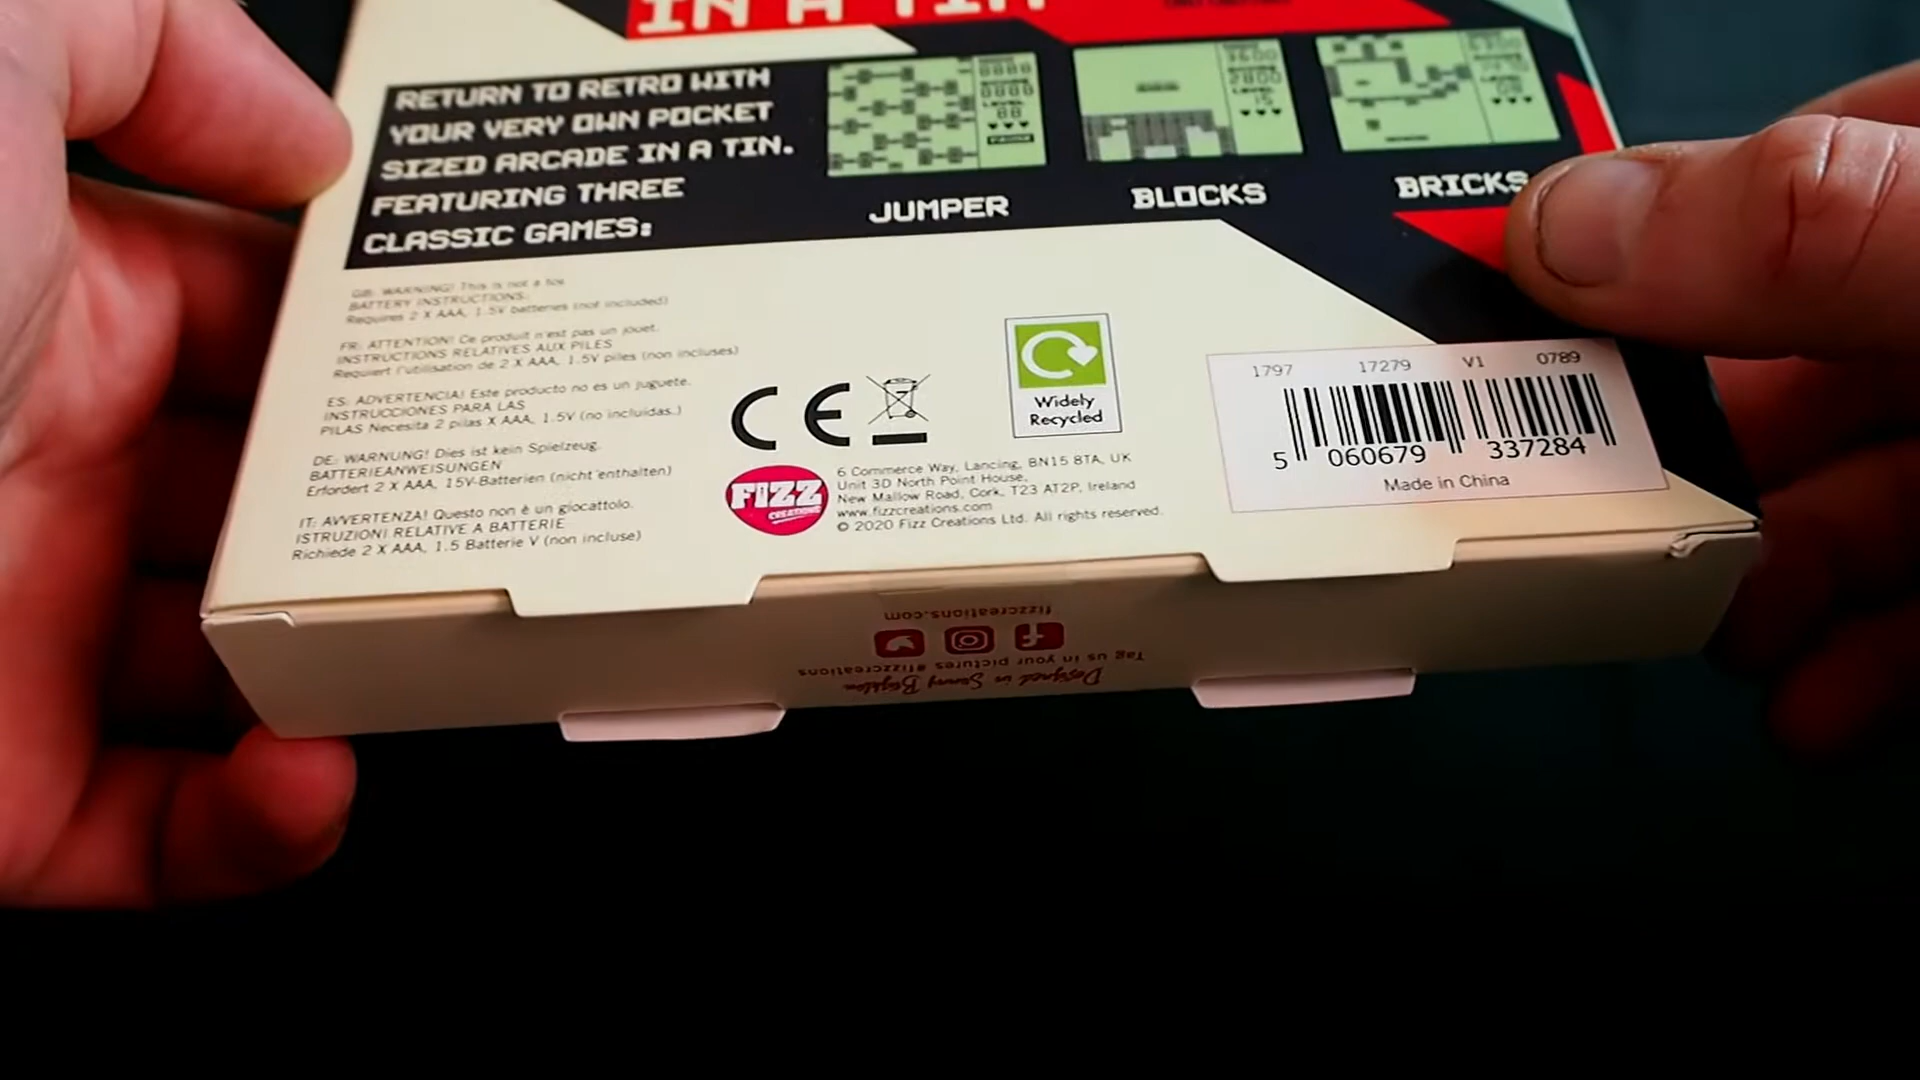 IN A TIN
RETURN TO RETRO WITH
YOUR VERY OWN POCKET
SIZED ARCADE IN A TIN.
FEATURING THREE
CLASSIC GAMES:
JUMPER
BLOCKS
BRICKS
GB: WARNING! This is not a
BATTERY INSTRUCTIONS:
Requires 2 X AAA, 1.5V batteries (not included)
FR: ATTENTION! Ce produit n'est pas un jouet.
INSTRUCTIONS RELATIVES AUX PILES
Requiert l'utilisation de 2 X AAA, 1.5V piles (non incluses)
ES: ADVERTENCIA! Este producto no es un juguete.
INSTRUCCIONES PARA LAS
PILAS Necesita 2 pilas X AAA, 1.5V (no incluidas.)
DE: WARNUNG! Dies ist kein Spielzeug.
BATTERIEANWEISUNGEN
Erfordert 2 X AAA, 15V-Batterien (nicht enthalten)
IT: AVVERTENZA! Questo non è un giocattolo.
ISTRUZIONI RELATIVE A BATTERIE
Richiede 2 X AAA, 1.5 Batterie V (non incluse)
CE
Widely
Recycled
FIZZ
CREATIONS
6 Commerce Way, Lancing, BN15 8TA, UK
Unit 3D North Point House,
New Mallow Road, Cork, T23 AT2P, Ireland
www.fizzcreations.com
© 2020 Fizz Creations Ltd. All rights reserved.
1797 17279 V1 0789
5 060679 337284
Made in China
fizzcreations.com
Tag us in your pictures #fizzcreations
Designed in Sunny Brighton